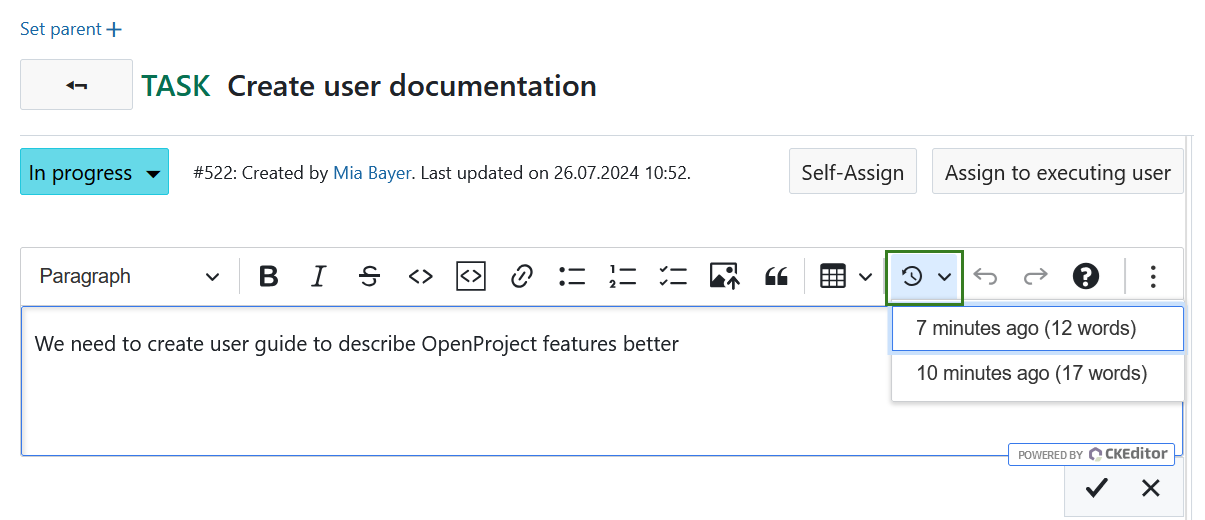 Set parent
TASK Create user documentation
In progress #522: Created by Mia Bayer. Last updated on 26.07.2024 10:52. Self-Assign Assign to executing user
Paragraph B I S
7 minutes ago (12 words)
We need to create user guide to describe OpenProject features better
10 minutes ago (17 words)
POWERED BY CKEditor